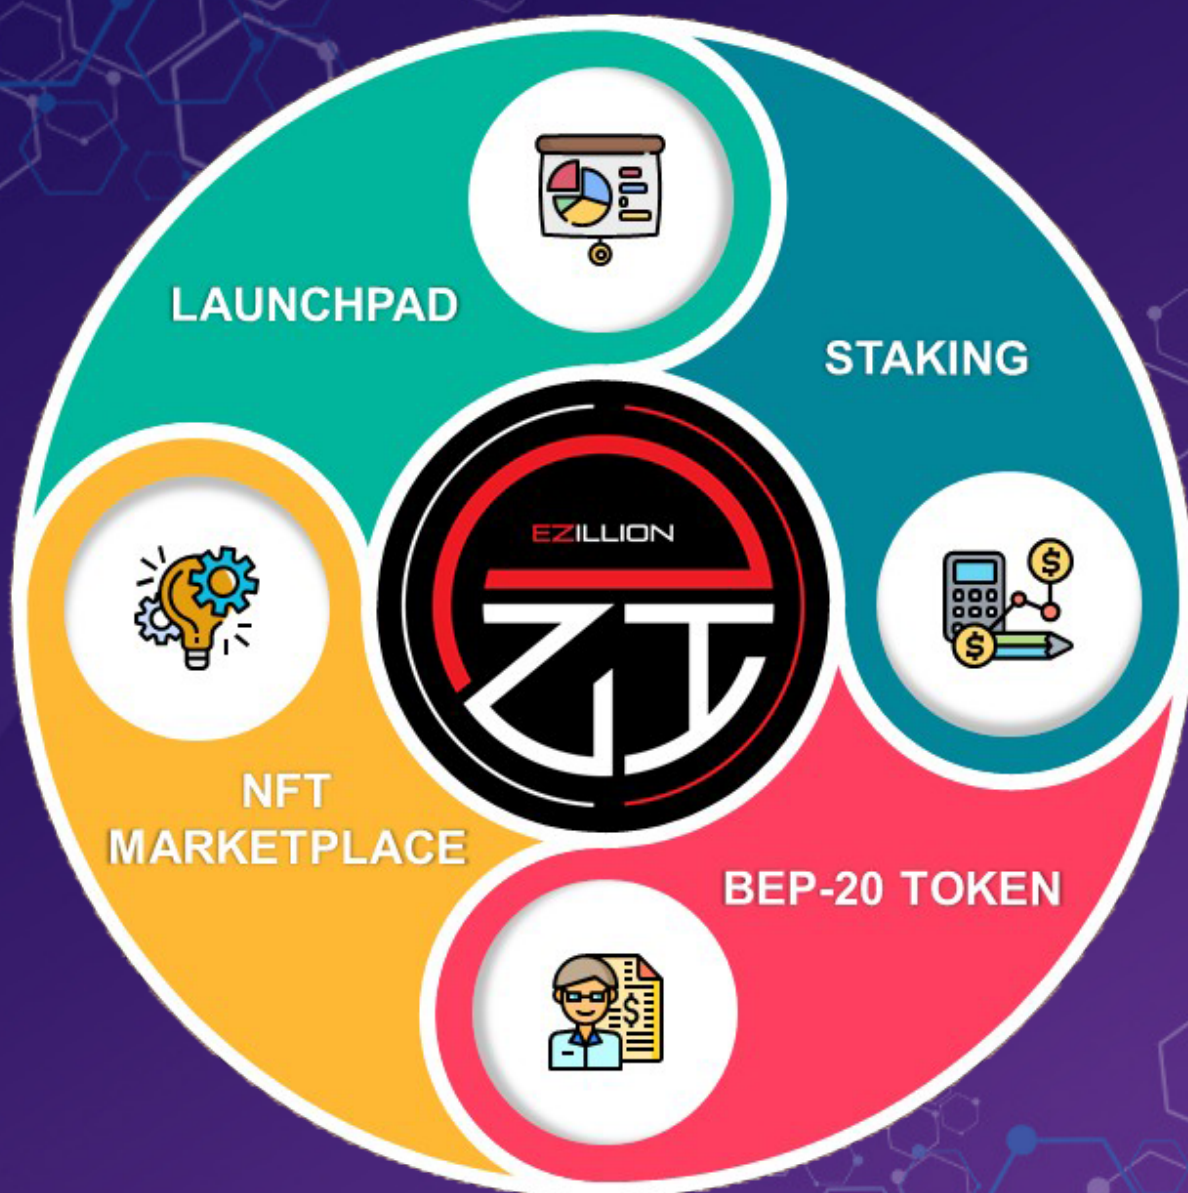 LAUNCHPAD
STAKING
EZILLION
NFT
MARKETPLACE
BEP-20 TOKEN